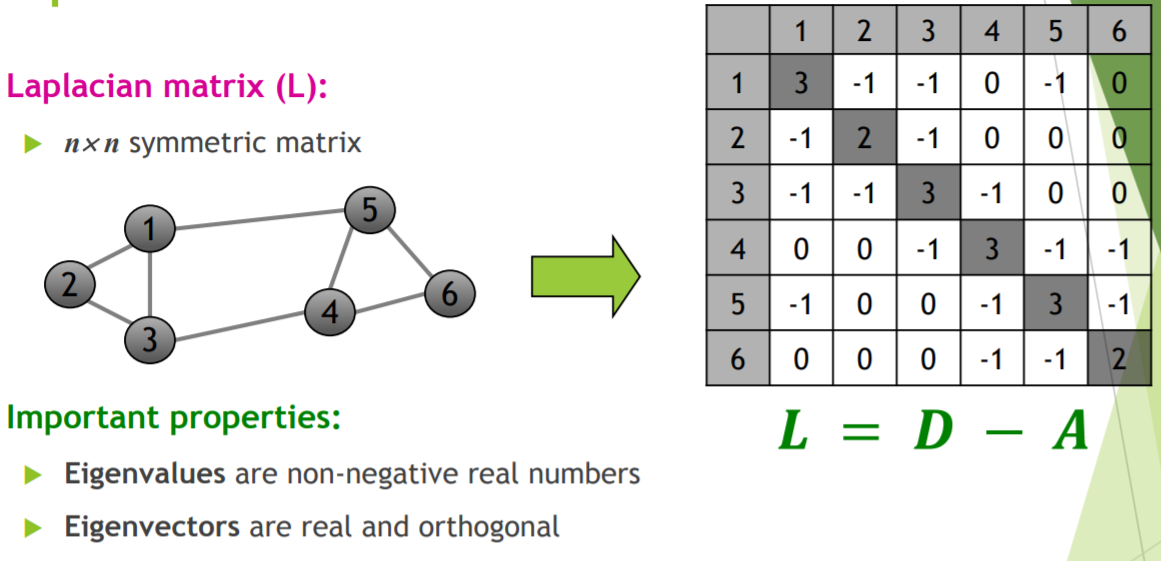 Laplacian matrix (L):
n×n symmetric matrix
1
5
2
6
4
3
Important properties:
Eigenvalues are non-negative real numbers
Eigenvectors are real and orthogonal
1 2 3 4 5 6
1 3 -1 -1 0 -1 0
2 -1 2 -1 0 0 0
3 -1 -1 3 -1 0 0
4 0 0 -1 3 -1 -1
5 -1 0 0 -1 3 -1
6 0 0 0 -1 -1 2
L = D − A